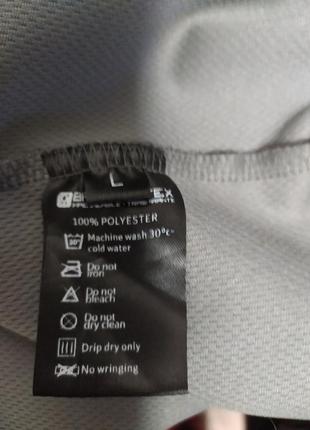 L
100% POLYESTER
30°
Machine wash 30°c-
cold water
Do not
iron
Do not
bleach
Do not
dry clean
Drip dry only
No wringing